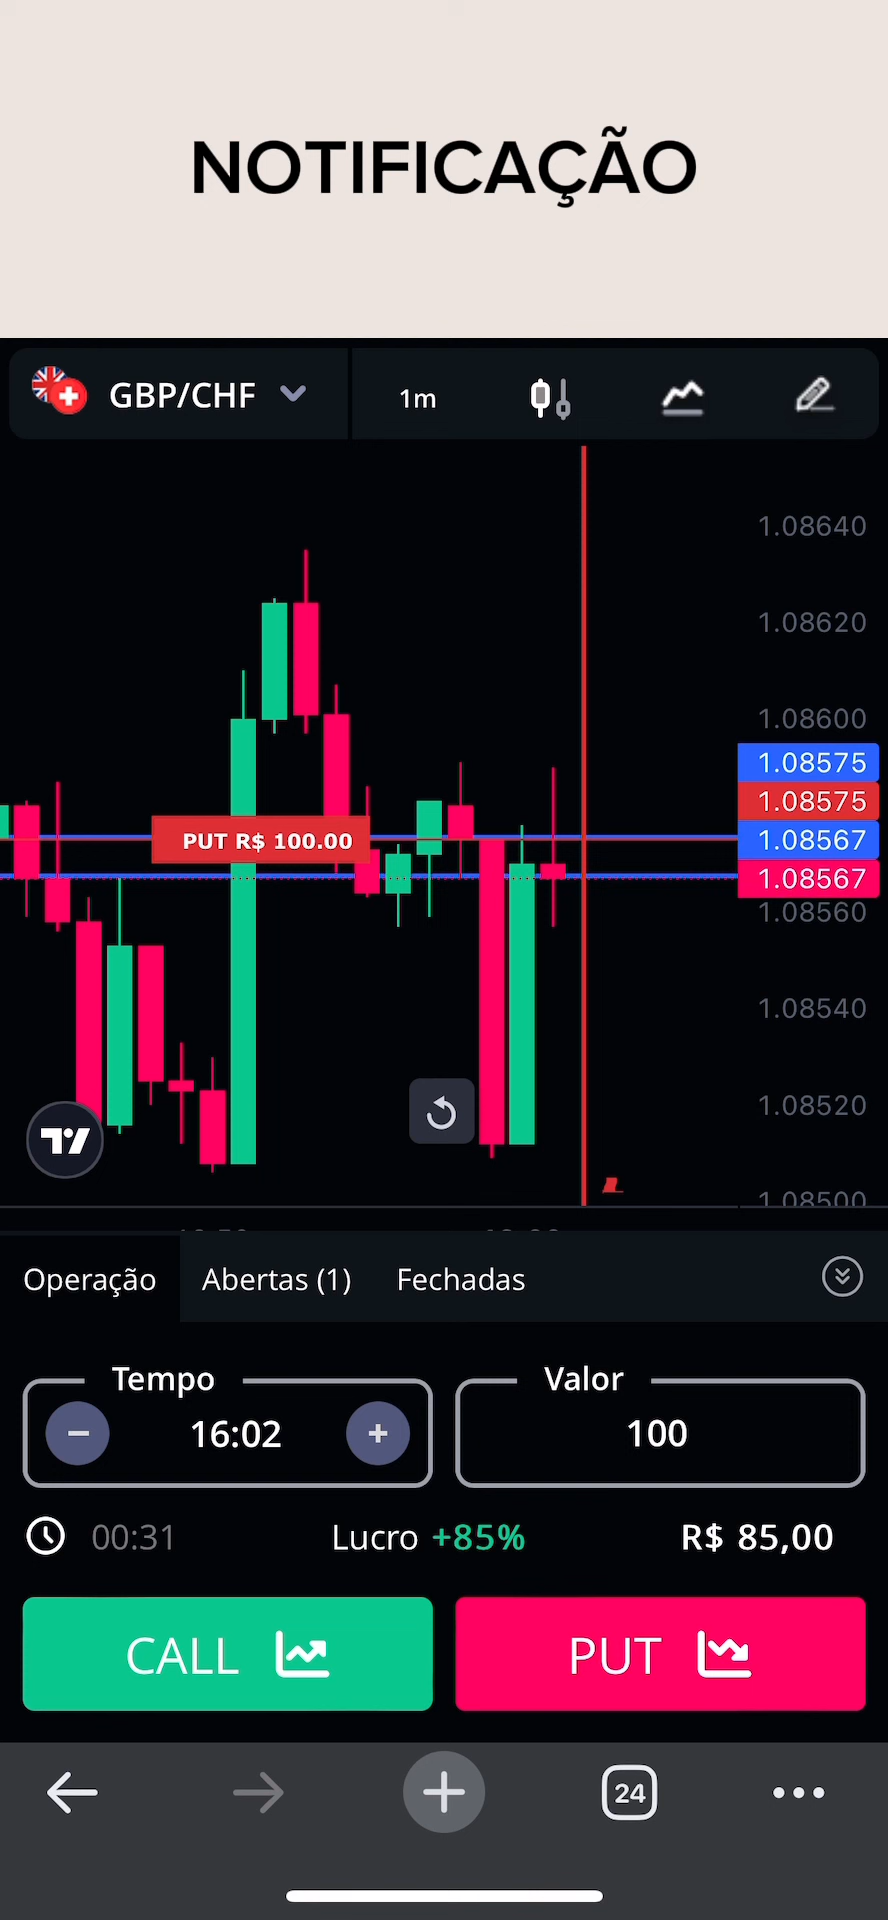 NOTIFICAÇÃO
GBP/CHF
1m
1.08640
1.08620
1.08600
1.08575
1.08575
PUT R$ 100.00
1.08567
1.08567
1.08560
1.08540
1.08520
1.08500
Operação
Abertas (1)
Fechadas
Tempo
Valor
16:02
100
00:31
Lucro +85%
R$ 85,00
CALL
PUT
24